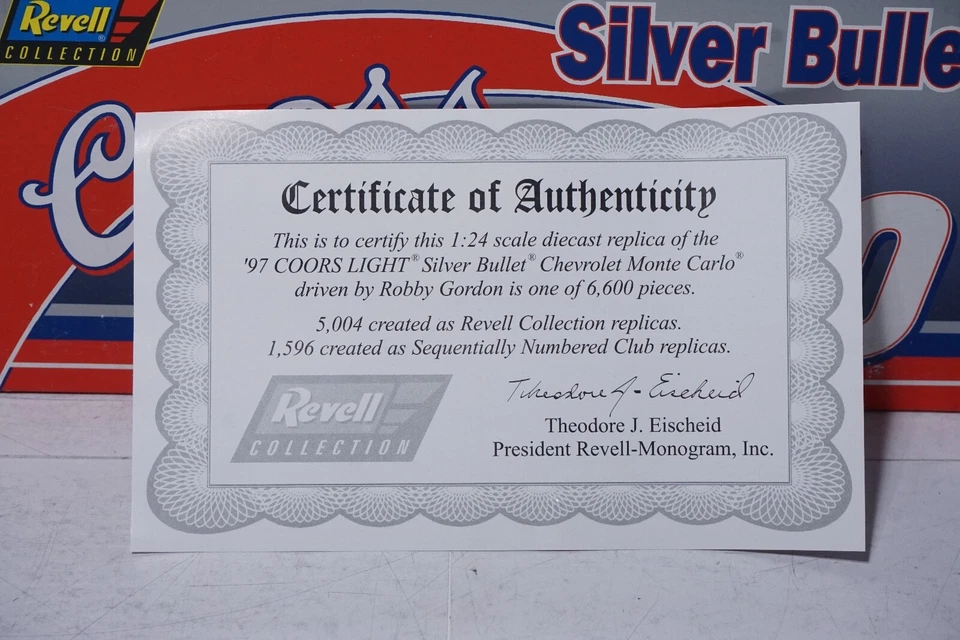 Revell®
COLLECTION
Silver Bulle
Certificate of Authenticity
This is to certify this 1:24 scale diecast replica of the
'97 COORS LIGHT® Silver Bullet® Chevrolet Monte Carlo®
driven by Robby Gordon is one of 6,600 pieces.
5,004 created as Revell Collection replicas.
1,596 created as Sequentially Numbered Club replicas.
Revell
COLLECTION
Theodore J. Eischeid
Theodore J. Eischeid
President Revell-Monogram, Inc.